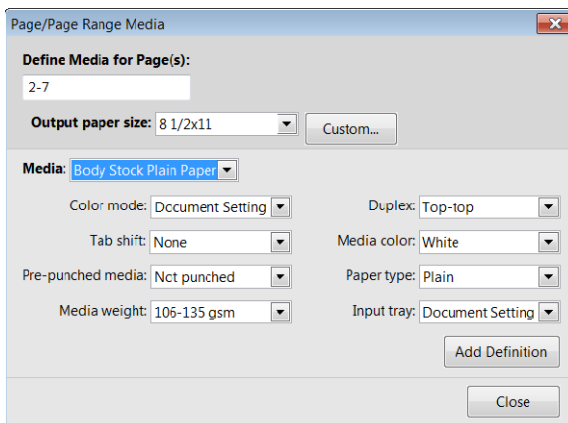 Page/Page Range Media
Define Media for Page(s):
2-7
Output paper size: 8 1/2x11 Custom...
Media: Body Stock Plain Paper
Color mode: Document Setting Duplex: Top-top
Tab shift: None Media color: White
Pre-punched media: Not punched Paper type: Plain
Media weight: 106-135 gsm Input tray: Document Setting
Add Definition
Close